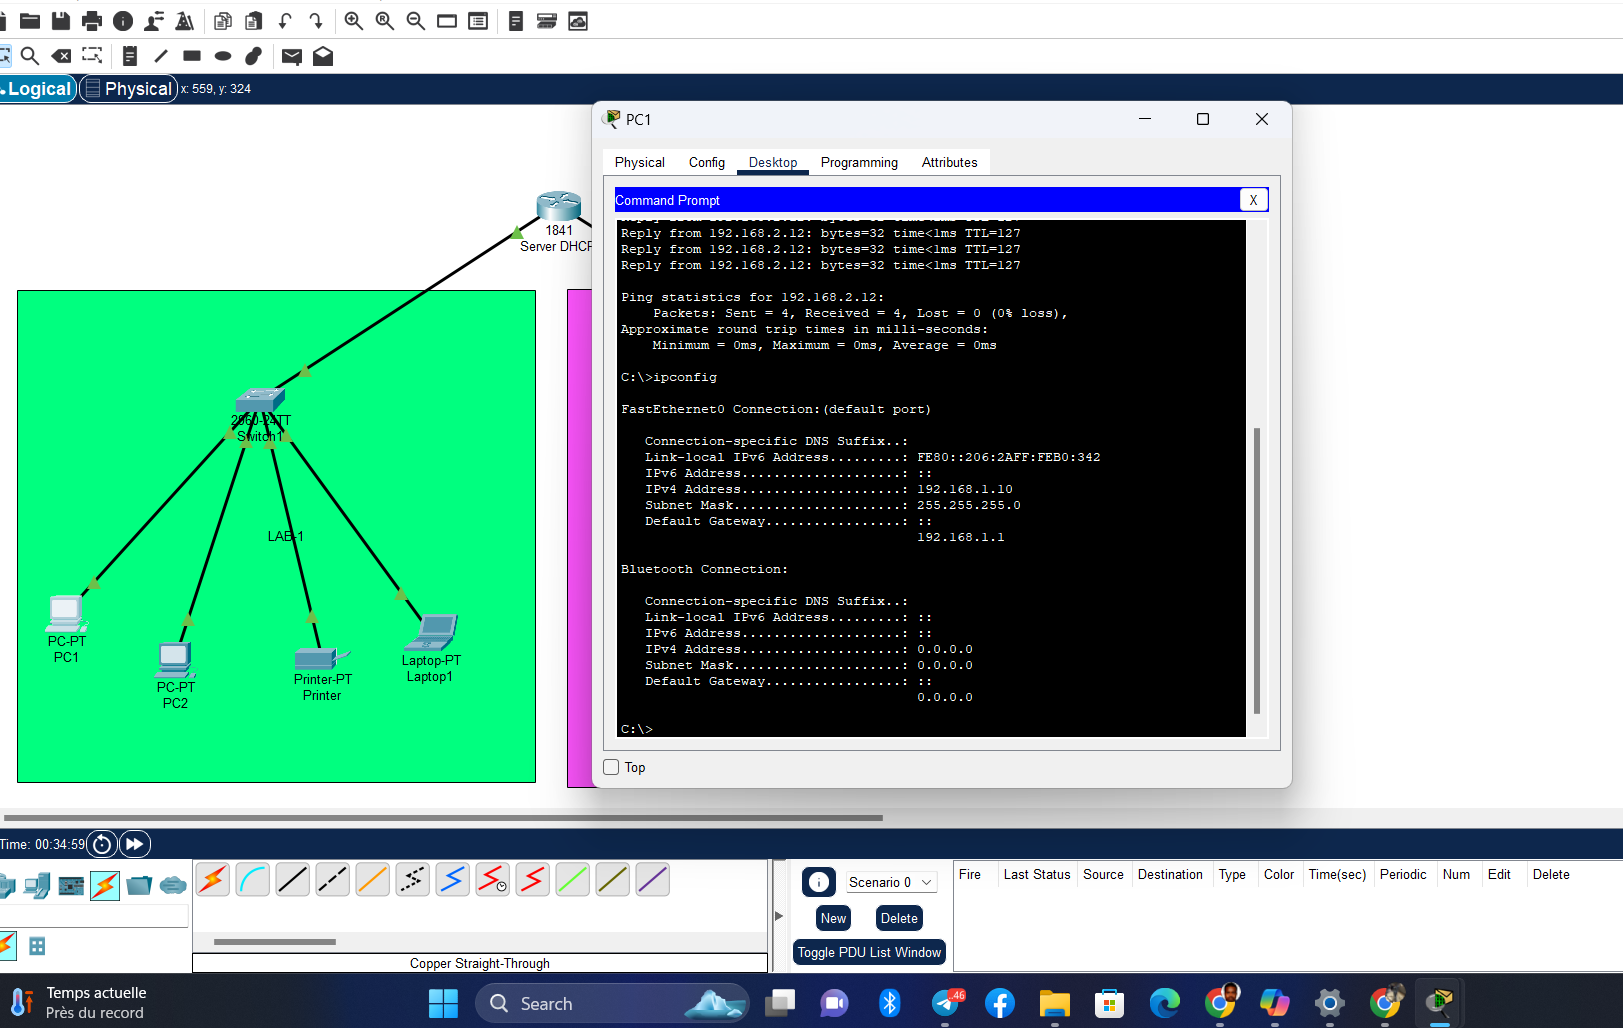 Logical
Physical
x: 559, y: 324
1841
Server DHCP
2960-24TT
Switch1
LAB-1
PC-PT
PC1
PC-PT
PC2
Printer-PT
Printer
Laptop-PT
Laptop1
PC1
Physical
Config
Desktop
Programming
Attributes
Command Prompt
X
Reply from 192.168.2.12: bytes=32 time<1ms TTL=127
Reply from 192.168.2.12: bytes=32 time<1ms TTL=127
Reply from 192.168.2.12: bytes=32 time<1ms TTL=127
Ping statistics for 192.168.2.12:
Packets: Sent = 4, Received = 4, Lost = 0 (0% loss),
Approximate round trip times in milli-seconds:
Minimum = 0ms, Maximum = 0ms, Average = 0ms
C:\>ipconfig
FastEthernet0 Connection:(default port)
Connection-specific DNS Suffix..:
Link-local IPv6 Address.........: FE80::206:2AFF:FEB0:342
IPv6 Address....................: ::
IPv4 Address....................: 192.168.1.10
Subnet Mask.....................: 255.255.255.0
Default Gateway.................: ::
192.168.1.1
Bluetooth Connection:
Connection-specific DNS Suffix..:
Link-local IPv6 Address.........: ::
IPv6 Address....................: ::
IPv4 Address....................: 0.0.0.0
Subnet Mask.....................: 0.0.0.0
Default Gateway.................: ::
0.0.0.0
C:\>
Top
Time: 00:34:59
Scenario 0
New
Delete
Toggle PDU List Window
Fire
Last Status
Source
Destination
Type
Color
Time(sec)
Periodic
Num
Edit
Delete
Copper Straight-Through
Temps actuelle
Près du record
Search
46